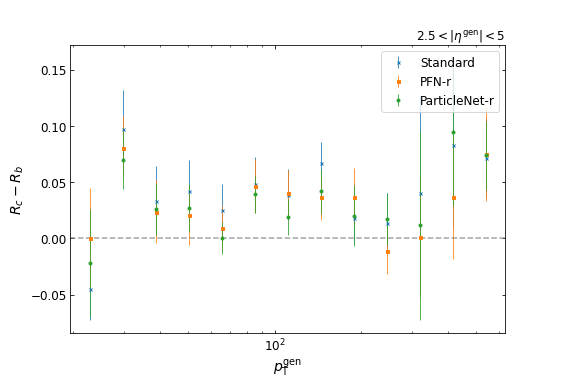 2.5 < |η^gen| < 5
Standard
PFN-r
ParticleNet-r
0.15
0.10
0.05
0.00
−0.05
R_c − R_b
10^2
p_T^gen